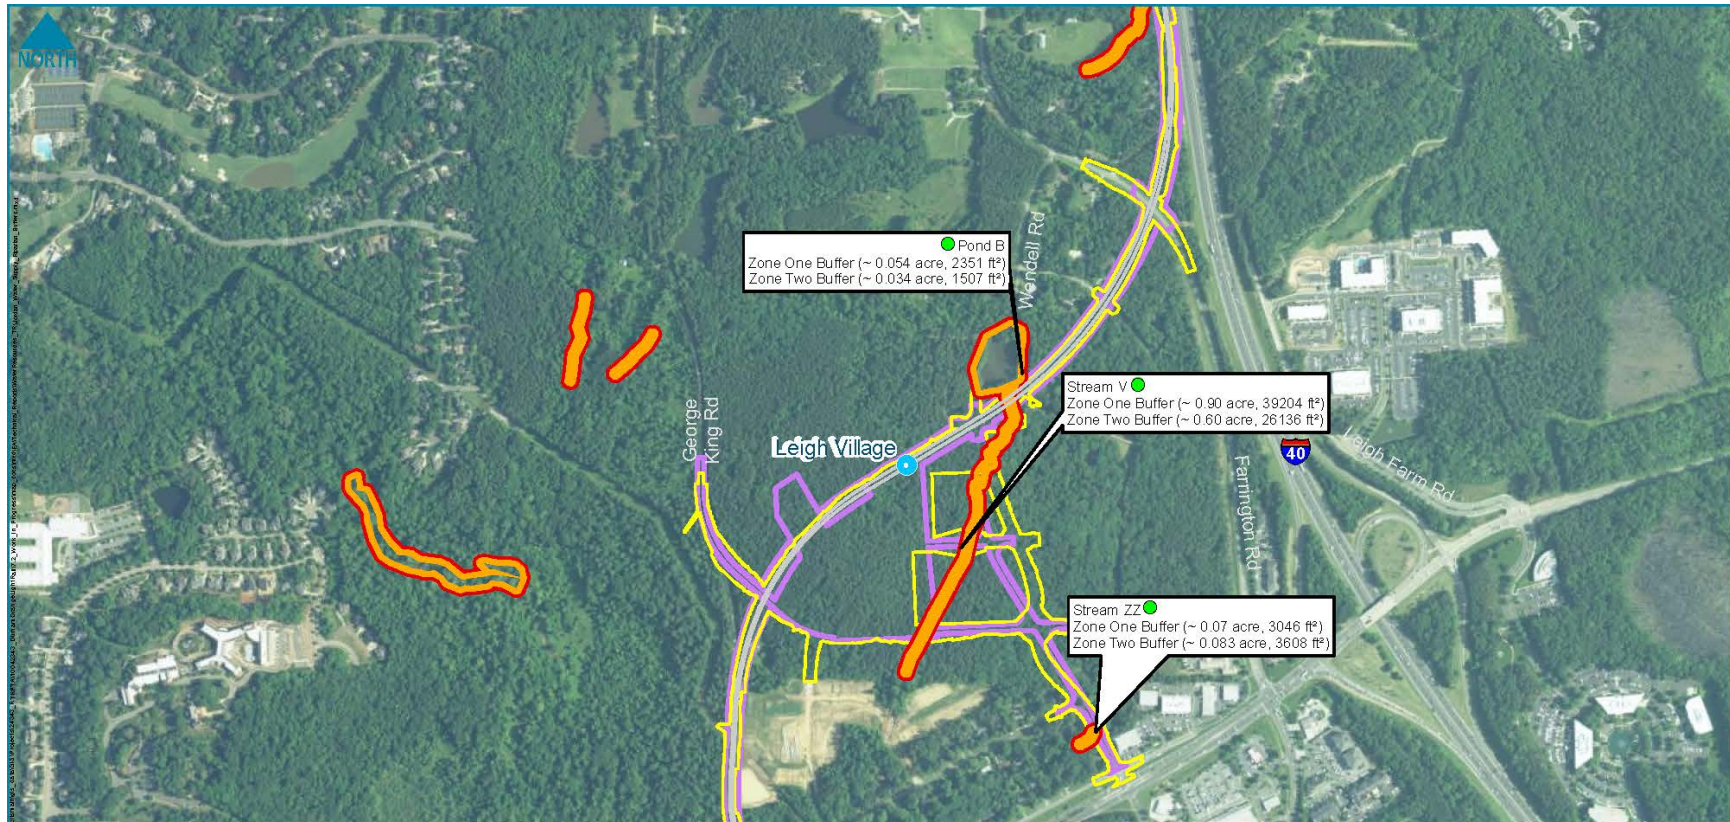 NORTH
Pond B
Zone One Buffer (~ 0.054 acre, 2351 ft²)
Zone Two Buffer (~ 0.034 acre, 1507 ft²)
Wendell Rd
Stream V
Zone One Buffer (~ 0.90 acre, 39204 ft²)
Zone Two Buffer (~ 0.60 acre, 26136 ft²)
George
King Rd
Leigh Village
40
Leigh Farm Rd
Farrington Rd
Stream ZZ
Zone One Buffer (~ 0.07 acre, 3046 ft²)
Zone Two Buffer (~ 0.083 acre, 3608 ft²)